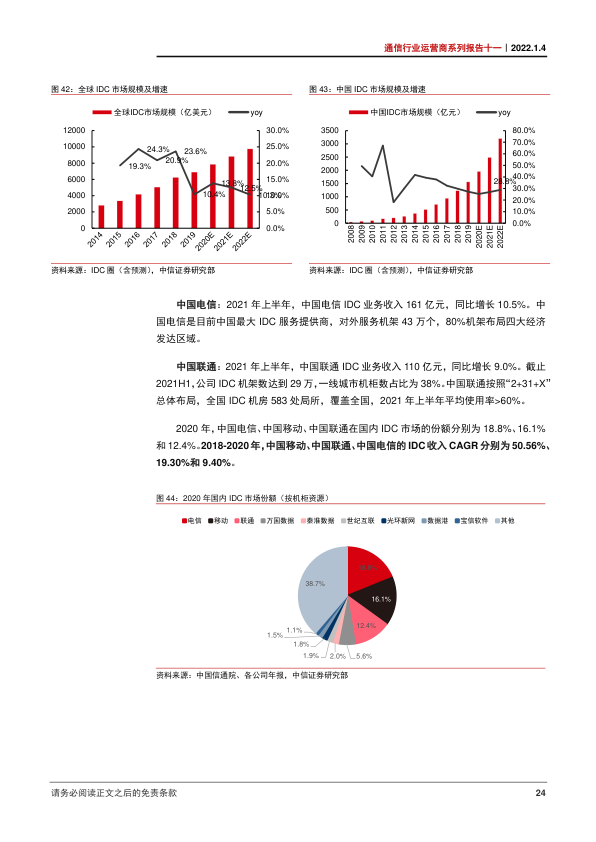 通信行业运营商系列报告十一｜2022.1.4
图 42：全球 IDC 市场规模及增速
全球IDC市场规模（亿美元） yoy
12000
10000
8000
6000
4000
2000
0
30.0%
25.0%
20.0%
15.0%
10.0%
5.0%
0.0%
19.3%
24.3%
20.9%
23.6%
10.4%
13.8%
12.5%
2014
2015
2016
2017
2018
2019
2020E
2021E
2022E
资料来源：IDC 圈（含预测），中信证券研究部
图 43：中国 IDC 市场规模及增速
中国IDC市场规模（亿元） yoy
3500
3000
2500
2000
1500
1000
500
0
80.0%
70.0%
60.0%
50.0%
40.0%
30.0%
20.0%
10.0%
0.0%
2008
2009
2010
2011
2012
2013
2014
2015
2016
2017
2018
2019
2020E
2021E
2022E
资料来源：IDC 圈（含预测），中信证券研究部
中国电信：2021 年上半年，中国电信 IDC 业务收入 161 亿元，同比增长 10.5%。中
国电信是目前中国最大 IDC 服务提供商，对外服务机架 43 万个，80%机架布局四大经济
发达区域。
中国联通：2021 年上半年，中国联通 IDC 业务收入 110 亿元，同比增长 9.0%。截止
2021H1，公司 IDC 机架数达到 29 万，一线城市机柜数占比为 38%。中国联通按照“2+31+X”
总体布局，全国 IDC 机房 583 处局所，覆盖全国，2021 年上半年平均使用率>60%。
2020 年，中国电信、中国移动、中国联通在国内 IDC 市场的份额分别为 18.8%、16.1%
和 12.4%。2018-2020 年，中国移动、中国联通、中国电信的 IDC 收入 CAGR 分别为 50.56%、
19.30%和 9.40%。
图 44：2020 年国内 IDC 市场份额（按机柜资源）
电信 移动 联通 万国数据 秦淮数据 世纪互联 光环新网 数据港 宝信软件 其他
38.7%
16.1%
12.4%
5.6%
2.0%
1.9%
1.8%
1.5%
1.1%
资料来源：中国信通院、各公司年报，中信证券研究部
请务必阅读正文之后的免责条款
24